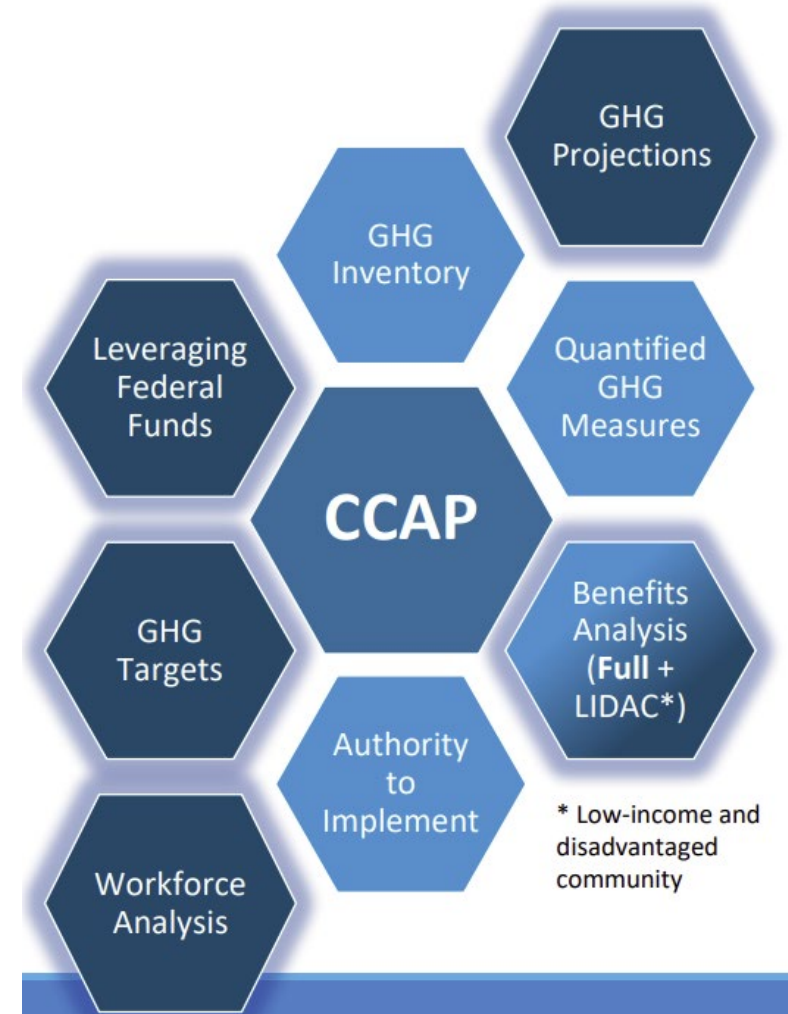 GHG
Projections
GHG
Inventory
Leveraging
Federal
Funds
Quantified
GHG
Measures
CCAP
GHG
Targets
Benefits
Analysis
(Full +
LIDAC*)
Authority
to
Implement
* Low-income and
disadvantaged
community
Workforce
Analysis